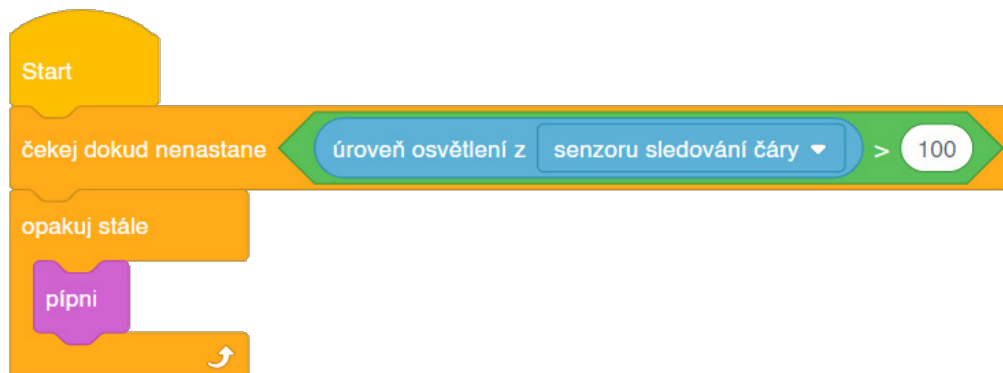 Start
čekej dokud nenastane úroveň osvětlení z senzoru sledování čáry > 100
opakuj stále
pípni